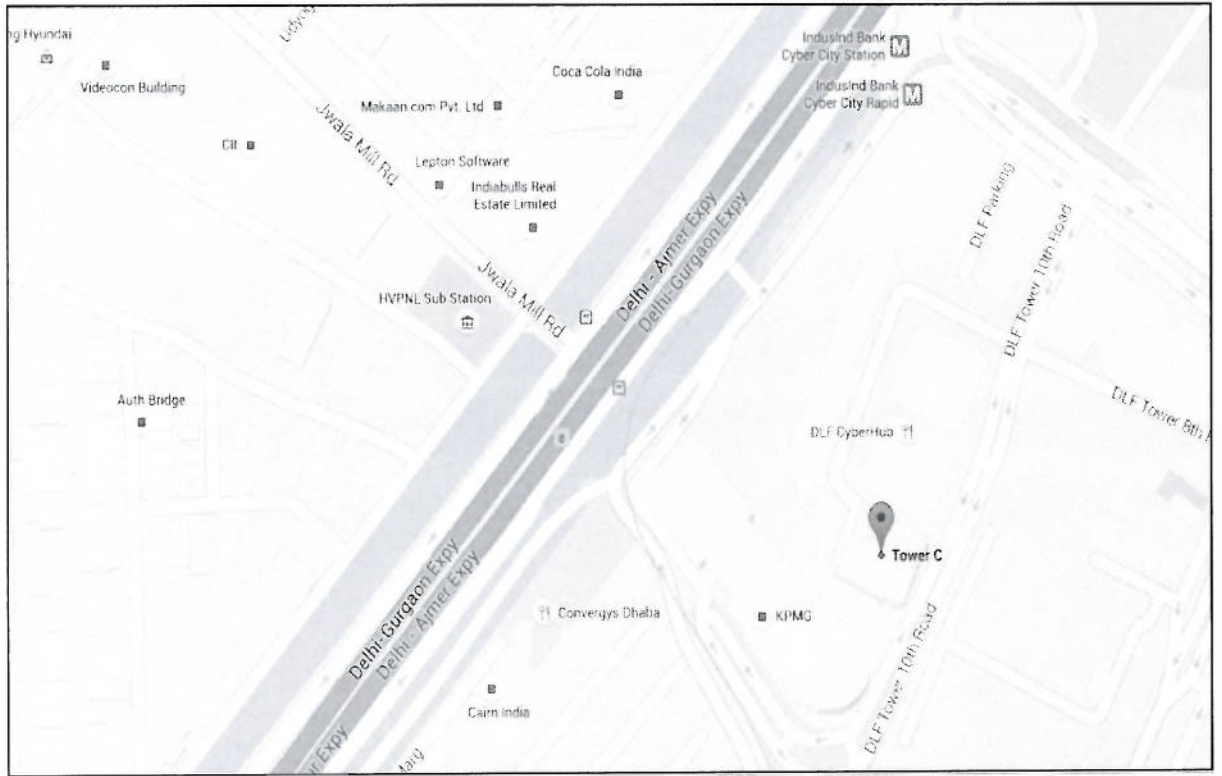 ng Hyundai
Videocon Building
Coca Cola India
IndusInd Bank
Cyber City Station
M
IndusInd Bank
Cyber City Rapid
M
Makaan.com Pvt. Ltd
Jwala Mill Rd
Lepton Software
Indiabulls Real
Estate Limited
Delhi - Ajmer Expy
Delhi-Gurgaon Expy
DLF Parking
DLF Tower 10th Road
Jwala Mill Rd
HVPNL Sub Station
Auth Bridge
DLF CyberHub
DLF Tower 8th
Tower C
Delhi-Gurgaon Expy
Delhi - Ajmer Expy
Convergys Dhaba
KPMG
DLF Tower 10th Road
Cairn India
ur Expy
Marg